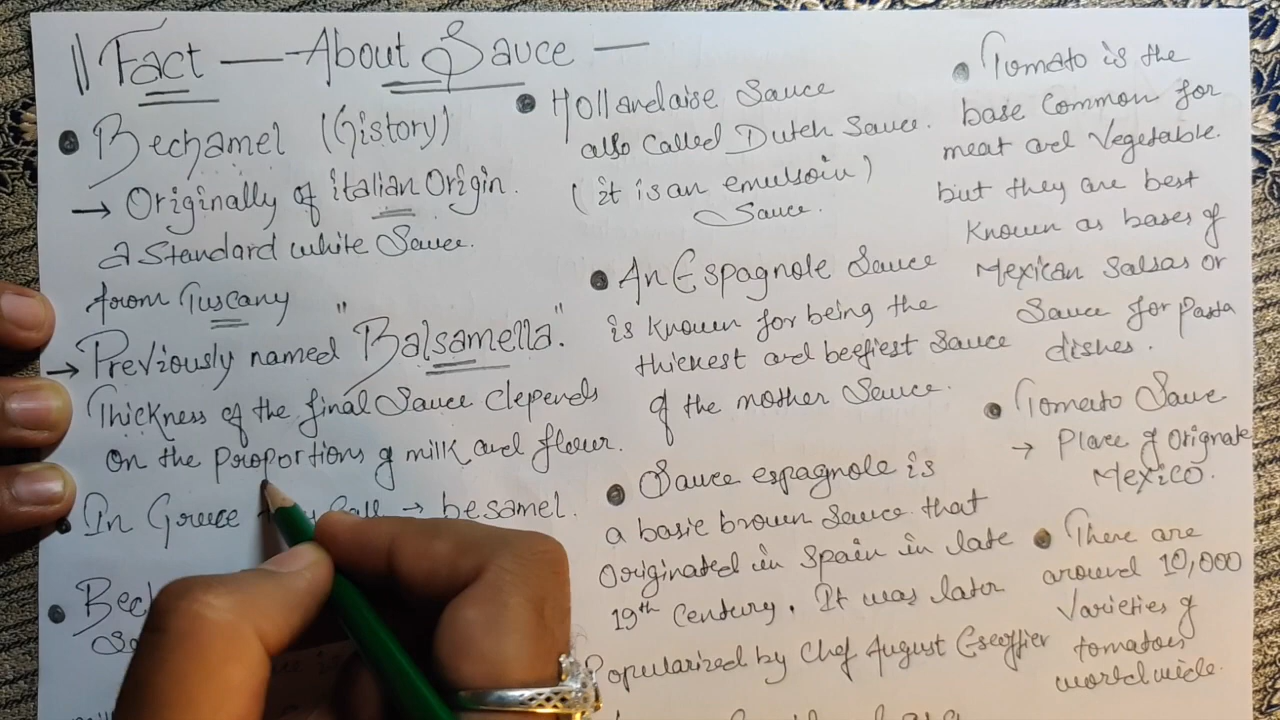 Fact — About Sauce —
Bechamel (History)
→ Originally of italian Origin.
a Standard white Sauce.
from Tuscany
→ Previously named "Balsamella."
Thickness of the final Sauce depends
on the proportions of milk and flour.
In Greece call → besamel.
Bec
Hollandaise Sauce
also called Dutch Sauce.
(it is an emulsoin)
Sauce.
An Espagnole Sauce
is known for being the
thickest and beefiest Sauce
of the mother Sauce.
Sauce espagnole is
a basic brown Sauce that
originated in Spain in late
19th Century. It was later
Popularized by Chef August Escoffier
Tomato is the
base Common for
meat and Vegetable.
but they are best
Known as bases of
Mexican Salsas or
Sauce for Pasta
dishes.
Tomato Sauce
→ Place of Orignate
Mexico.
There are
around 10,000
Varieties of
tomatoes
worldwide.